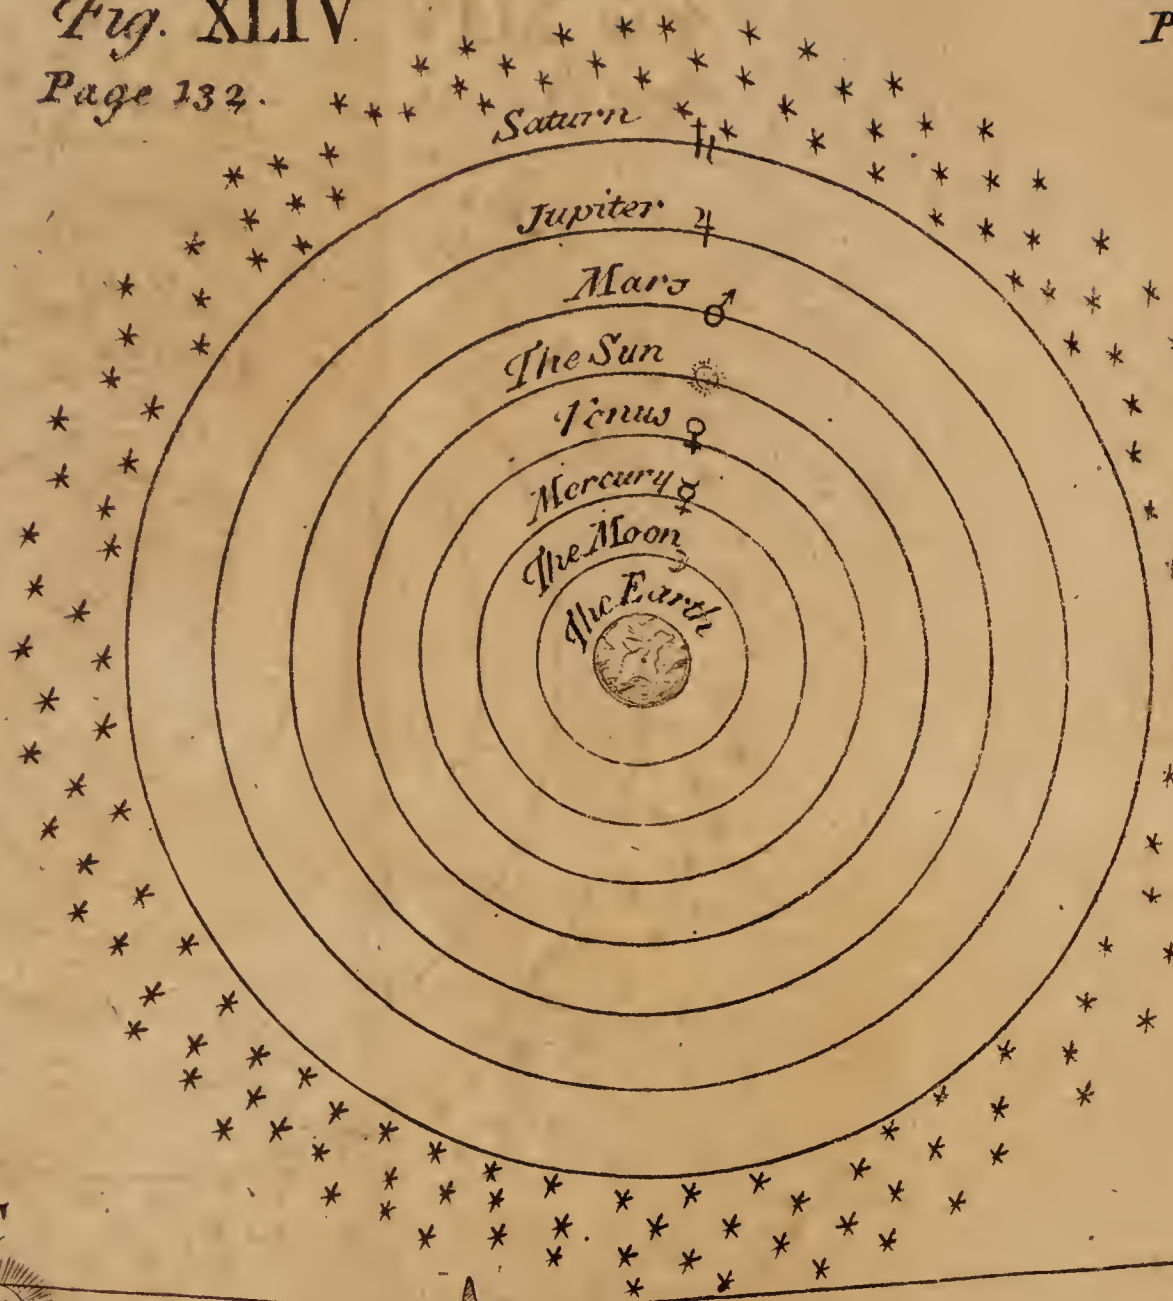 Fig. XLIV.
Page 132.
P
Saturn ♄
Jupiter ♃
Mars ♂
The Sun
Venus ♀
Mercury ☿
The Moon
The Earth